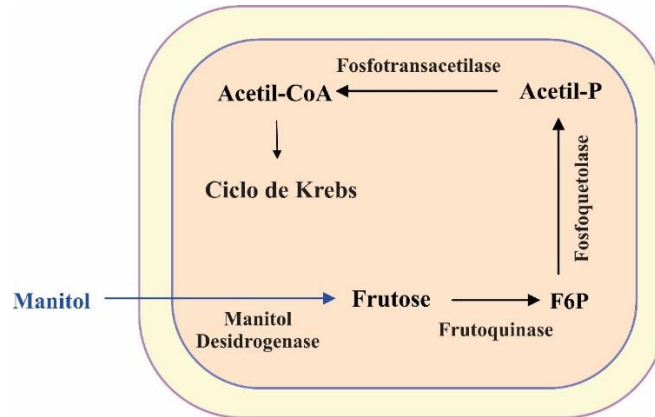 Fosfotransacetilase
Acetil-CoA
Acetil-P
Ciclo de Krebs
Fosfoquetolase
Manitol
Manitol
Desidrogenase
Frutose
Frutoquinase
F6P